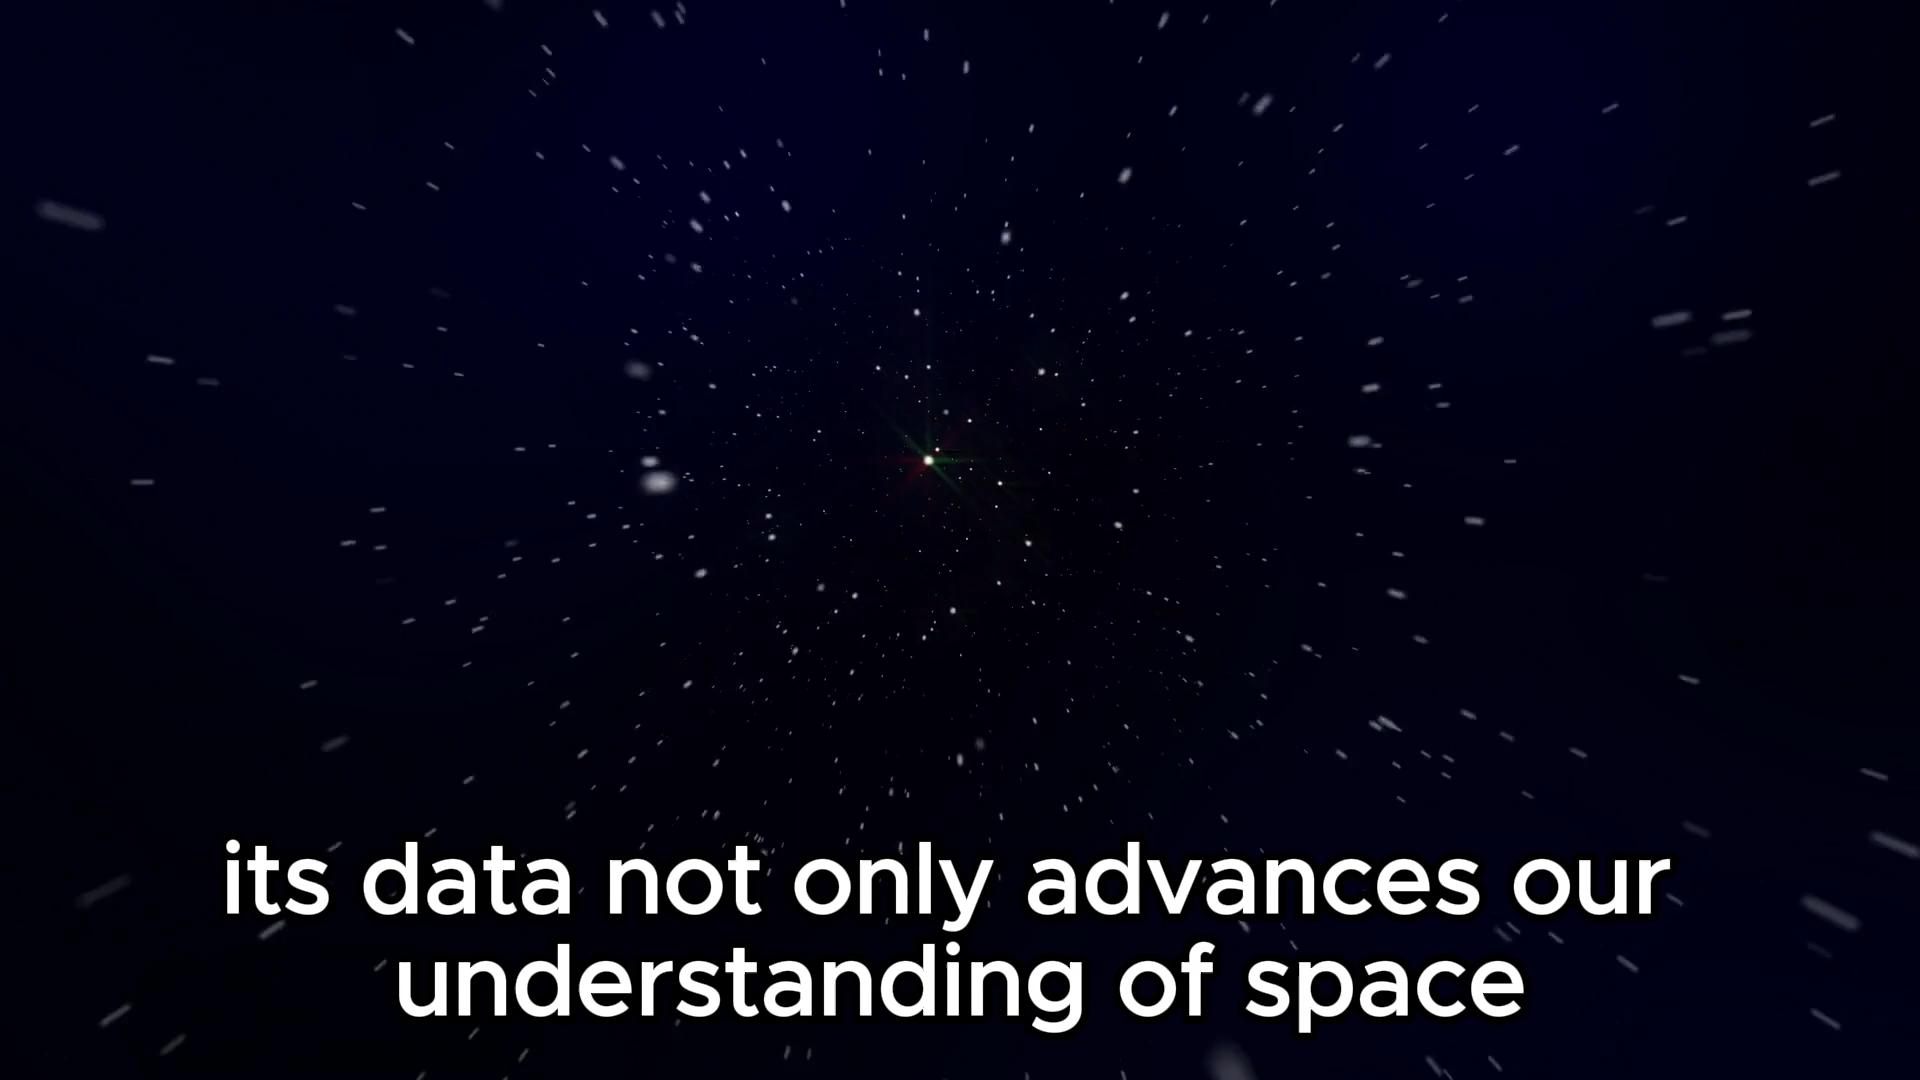 its data not only advances our
understanding of space